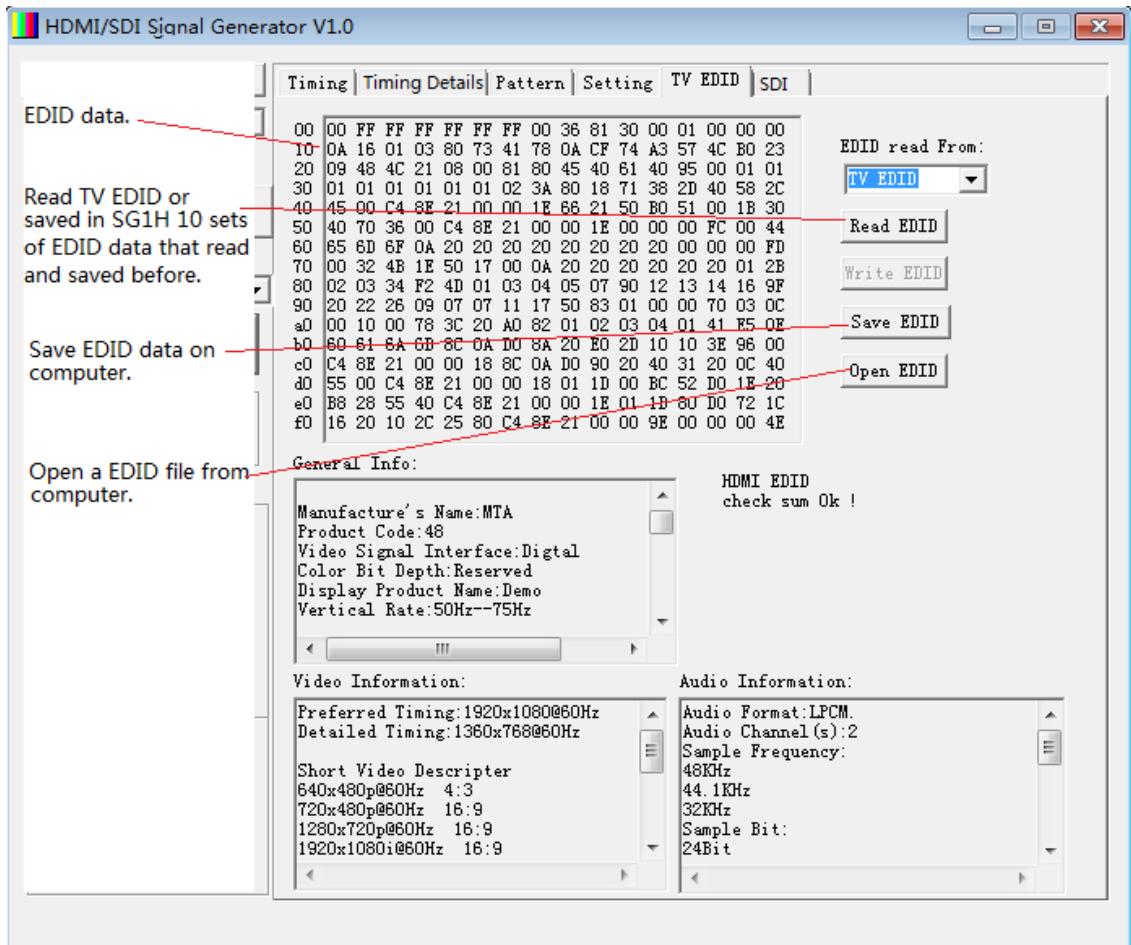 HDMI/SDI Signal Generator V1.0
Timing Timing Details Pattern Setting TV EDID SDI
EDID data.
00 00 FF FF FF FF FF FF 00 36 81 30 00 01 00 00 00
10 0A 16 01 03 80 73 41 78 0A CF 74 A3 57 4C B0 23
20 09 48 4C 21 08 00 81 80 45 40 61 40 95 00 01 01
30 01 01 01 01 01 01 02 3A 80 18 71 38 2D 40 58 2C
40 45 00 C4 8E 21 00 00 1E 66 21 50 B0 51 00 1B 30
50 40 70 36 00 C4 8E 21 00 00 1E 00 00 00 FC 00 44
60 65 6D 6F 0A 20 20 20 20 20 20 20 20 00 00 00 FD
70 00 32 4B 1E 50 17 00 0A 20 20 20 20 20 20 01 2B
80 02 03 34 F2 4D 01 03 04 05 07 90 12 13 14 16 9F
90 20 22 26 09 07 07 11 17 50 83 01 00 00 70 03 0C
a0 00 10 00 78 3C 20 A0 82 01 02 03 04 01 41 E5 0E
b0 60 61 6A 6D 8C 0A D0 8A 20 E0 2D 10 10 3E 96 00
c0 C4 8E 21 00 00 18 8C 0A D0 90 20 40 31 20 0C 40
d0 55 00 C4 8E 21 00 00 18 01 1D 00 BC 52 D0 1E 20
e0 B8 28 55 40 C4 8E 21 00 00 1E 01 1D 80 D0 72 1C
f0 16 20 10 2C 25 80 C4 8E 21 00 00 9E 00 00 00 4E
EDID read From:
TV EDID
Read EDID
Write EDID
Save EDID
Open EDID
Read TV EDID or
saved in SG1H 10 sets
of EDID data that read
and saved before.
Save EDID data on
computer.
Open a EDID file from
computer.
General Info:
Manufacture's Name:MTA
Product Code:48
Video Signal Interface:Digtal
Color Bit Depth:Reserved
Display Product Name:Demo
Vertical Rate:50Hz--75Hz
HDMI EDID
check sum Ok !
Video Information:
Preferred Timing:1920x1080@60Hz
Detailed Timing:1360x768@60Hz
Short Video Descripter
640x480p@60Hz 4:3
720x480p@60Hz 16:9
1280x720p@60Hz 16:9
1920x1080i@60Hz 16:9
Audio Information:
Audio Format:LPCM.
Audio Channel(s):2
Sample Frequency:
48KHz
44.1KHz
32KHz
Sample Bit:
24Bit